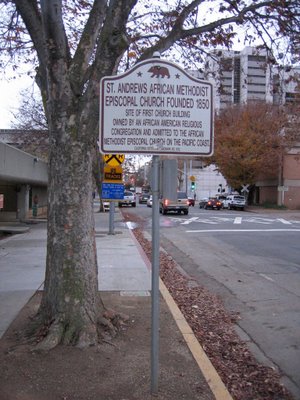 ST. ANDREWS AFRICAN METHODIST
EPISCOPAL CHURCH FOUNDED 1850
SITE OF FIRST CHURCH BUILDING
OWNED BY AN AFRICAN AMERICAN RELIGIOUS
CONGREGATION AND ADMITTED TO THE AFRICAN
METHODIST EPISCOPAL CHURCH ON THE PACIFIC COAST
TRACKS